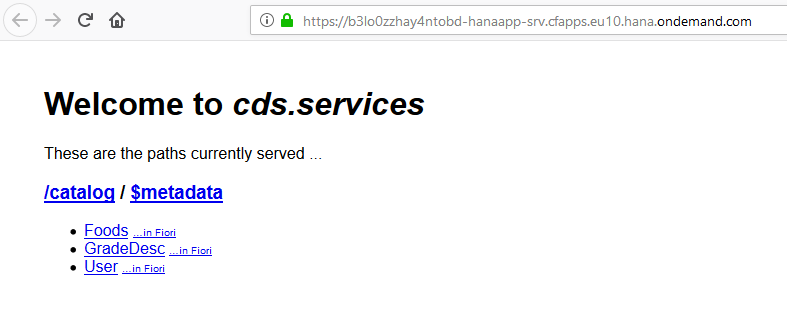 https://b3lo0zzhay4ntobd-hanaapp-srv.cfapps.eu10.hana.ondemand.com
Welcome to cds.services
These are the paths currently served ...
/catalog / $metadata
Foods ...in Fiori
GradeDesc ...in Fiori
User ...in Fiori